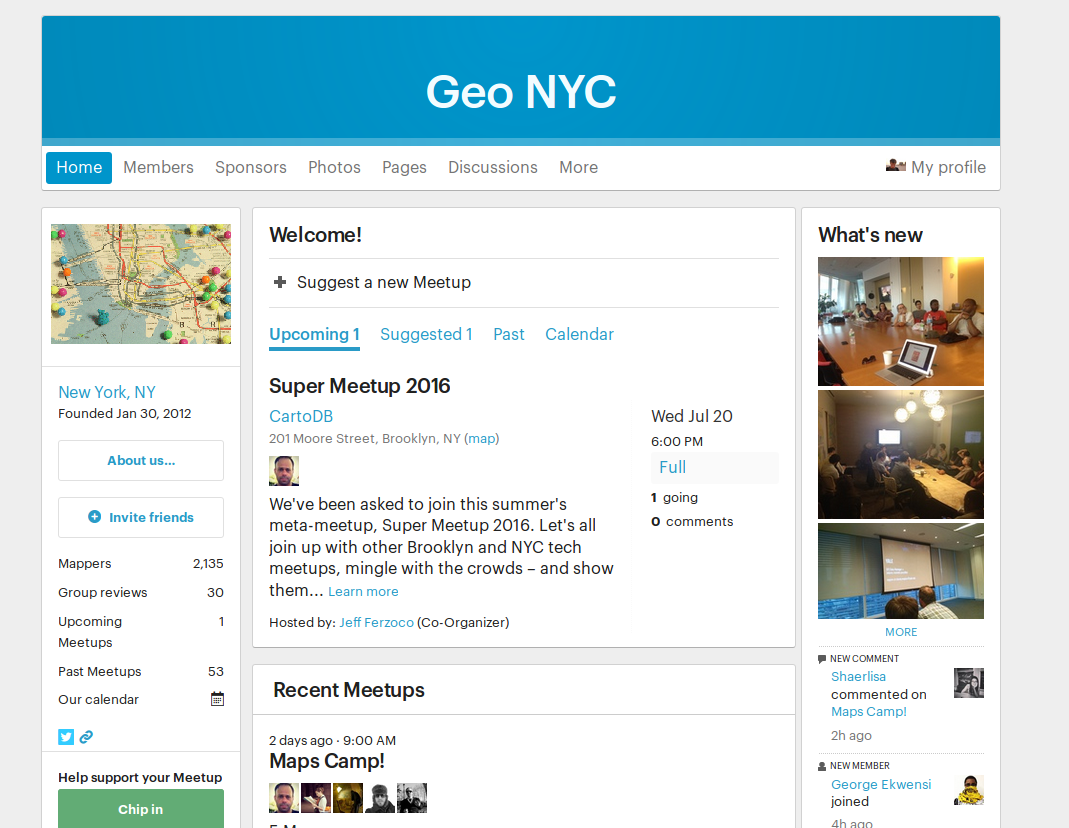 Geo NYC
Home Members Sponsors Photos Pages Discussions More My profile
New York, NY
Founded Jan 30, 2012
About us...
Invite friends
Mappers 2,135
Group reviews 30
Upcoming Meetups 1
Past Meetups 53
Our calendar
Help support your Meetup
Chip in
Welcome!
Suggest a new Meetup
Upcoming 1 Suggested 1 Past Calendar
Super Meetup 2016
CartoDB
201 Moore Street, Brooklyn, NY (map)
We've been asked to join this summer's
meta-meetup, Super Meetup 2016. Let's all
join up with other Brooklyn and NYC tech
meetups, mingle with the crowds – and show
them... Learn more
Hosted by: Jeff Ferzoco (Co-Organizer)
Wed Jul 20
6:00 PM
Full
1 going
0 comments
Recent Meetups
2 days ago · 9:00 AM
Maps Camp!
What's new
MORE
NEW COMMENT
Shaerlisa
commented on
Maps Camp!
2h ago
NEW MEMBER
George Ekwensi
joined
4h ago